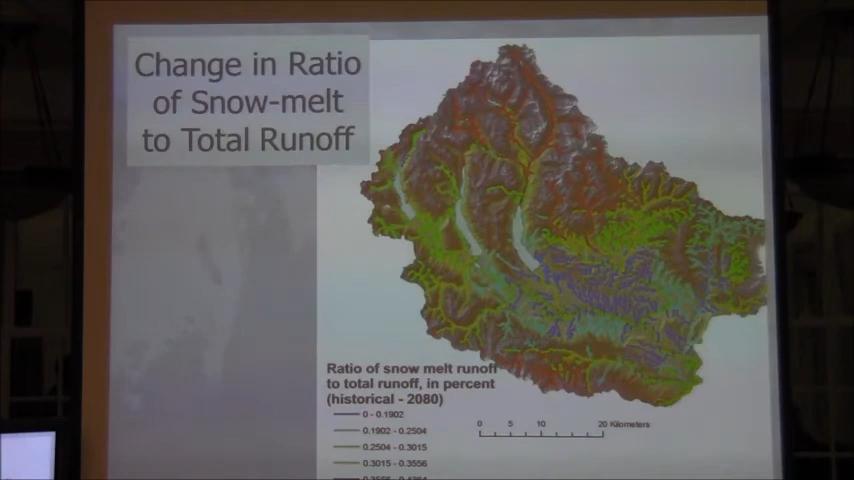 Change in Ratio
of Snow-melt
to Total Runoff
Ratio of snow melt runoff
to total runoff, in percent
(historical - 2080)
0 - 0.1902
0.1902 - 0.2504
0.2504 - 0.3015
0.3015 - 0.3556
0 5 10 20 Kilometers